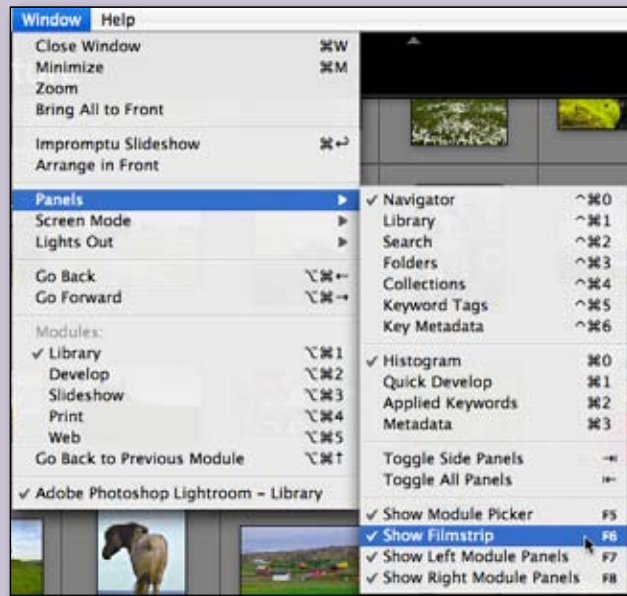 Window Help
Close Window ⌘W
Minimize ⌘M
Zoom
Bring All to Front
Impromptu Slideshow ⌘↩
Arrange in Front
Panels ▶
Screen Mode ▶
Lights Out ▶
Go Back ⌥⌘←
Go Forward ⌥⌘→
Modules:
✓ Library ⌥⌘1
Develop ⌥⌘2
Slideshow ⌥⌘3
Print ⌥⌘4
Web ⌥⌘5
Go Back to Previous Module ⌥⌘↑
✓ Adobe Photoshop Lightroom – Library
✓ Navigator ^⌘0
Library ^⌘1
Search ^⌘2
Folders ^⌘3
Collections ^⌘4
Keyword Tags ^⌘5
Key Metadata ^⌘6
✓ Histogram ⌘0
Quick Develop ⌘1
Applied Keywords ⌘2
Metadata ⌘3
Toggle Side Panels ⇥
Toggle All Panels ⇤
✓ Show Module Picker F5
✓ Show Filmstrip F6
✓ Show Left Module Panels F7
✓ Show Right Module Panels F8